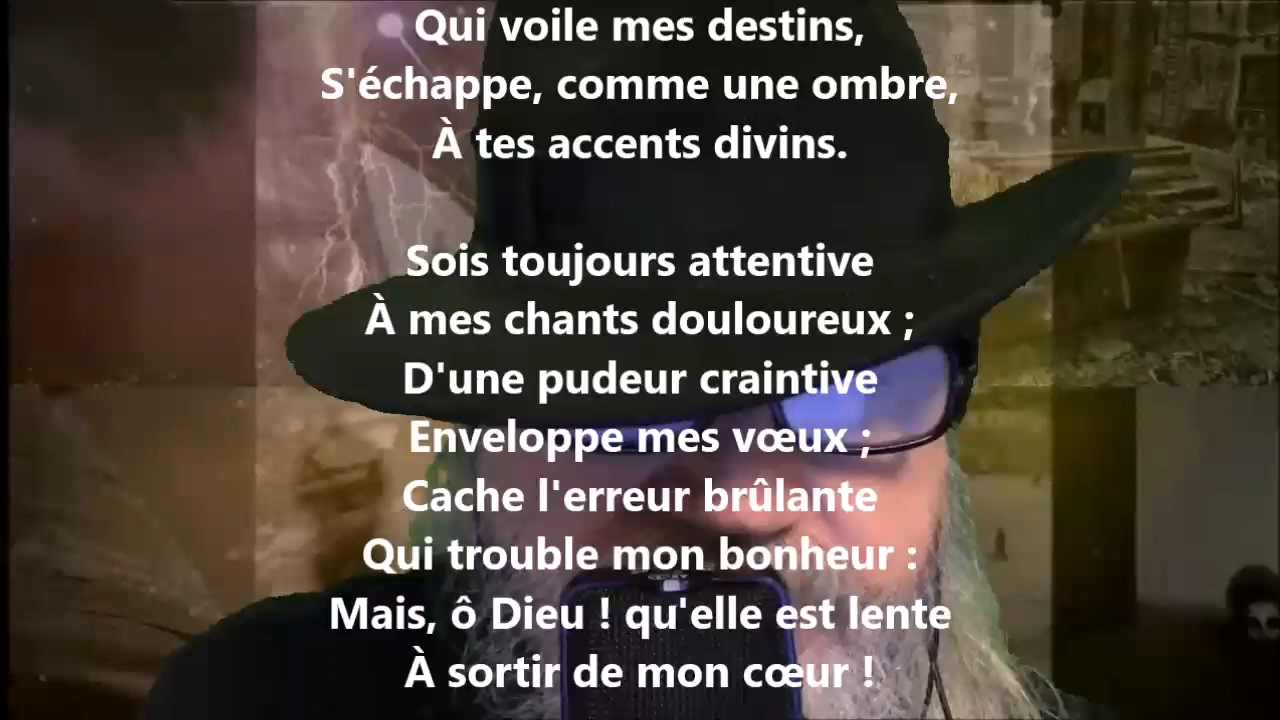 Qui voile mes destins,
S'échappe, comme une ombre,
À tes accents divins.
Sois toujours attentive
À mes chants douloureux ;
D'une pudeur craintive
Enveloppe mes vœux ;
Cache l'erreur brûlante
Qui trouble mon bonheur :
Mais, ô Dieu ! qu'elle est lente
À sortir de mon cœur !